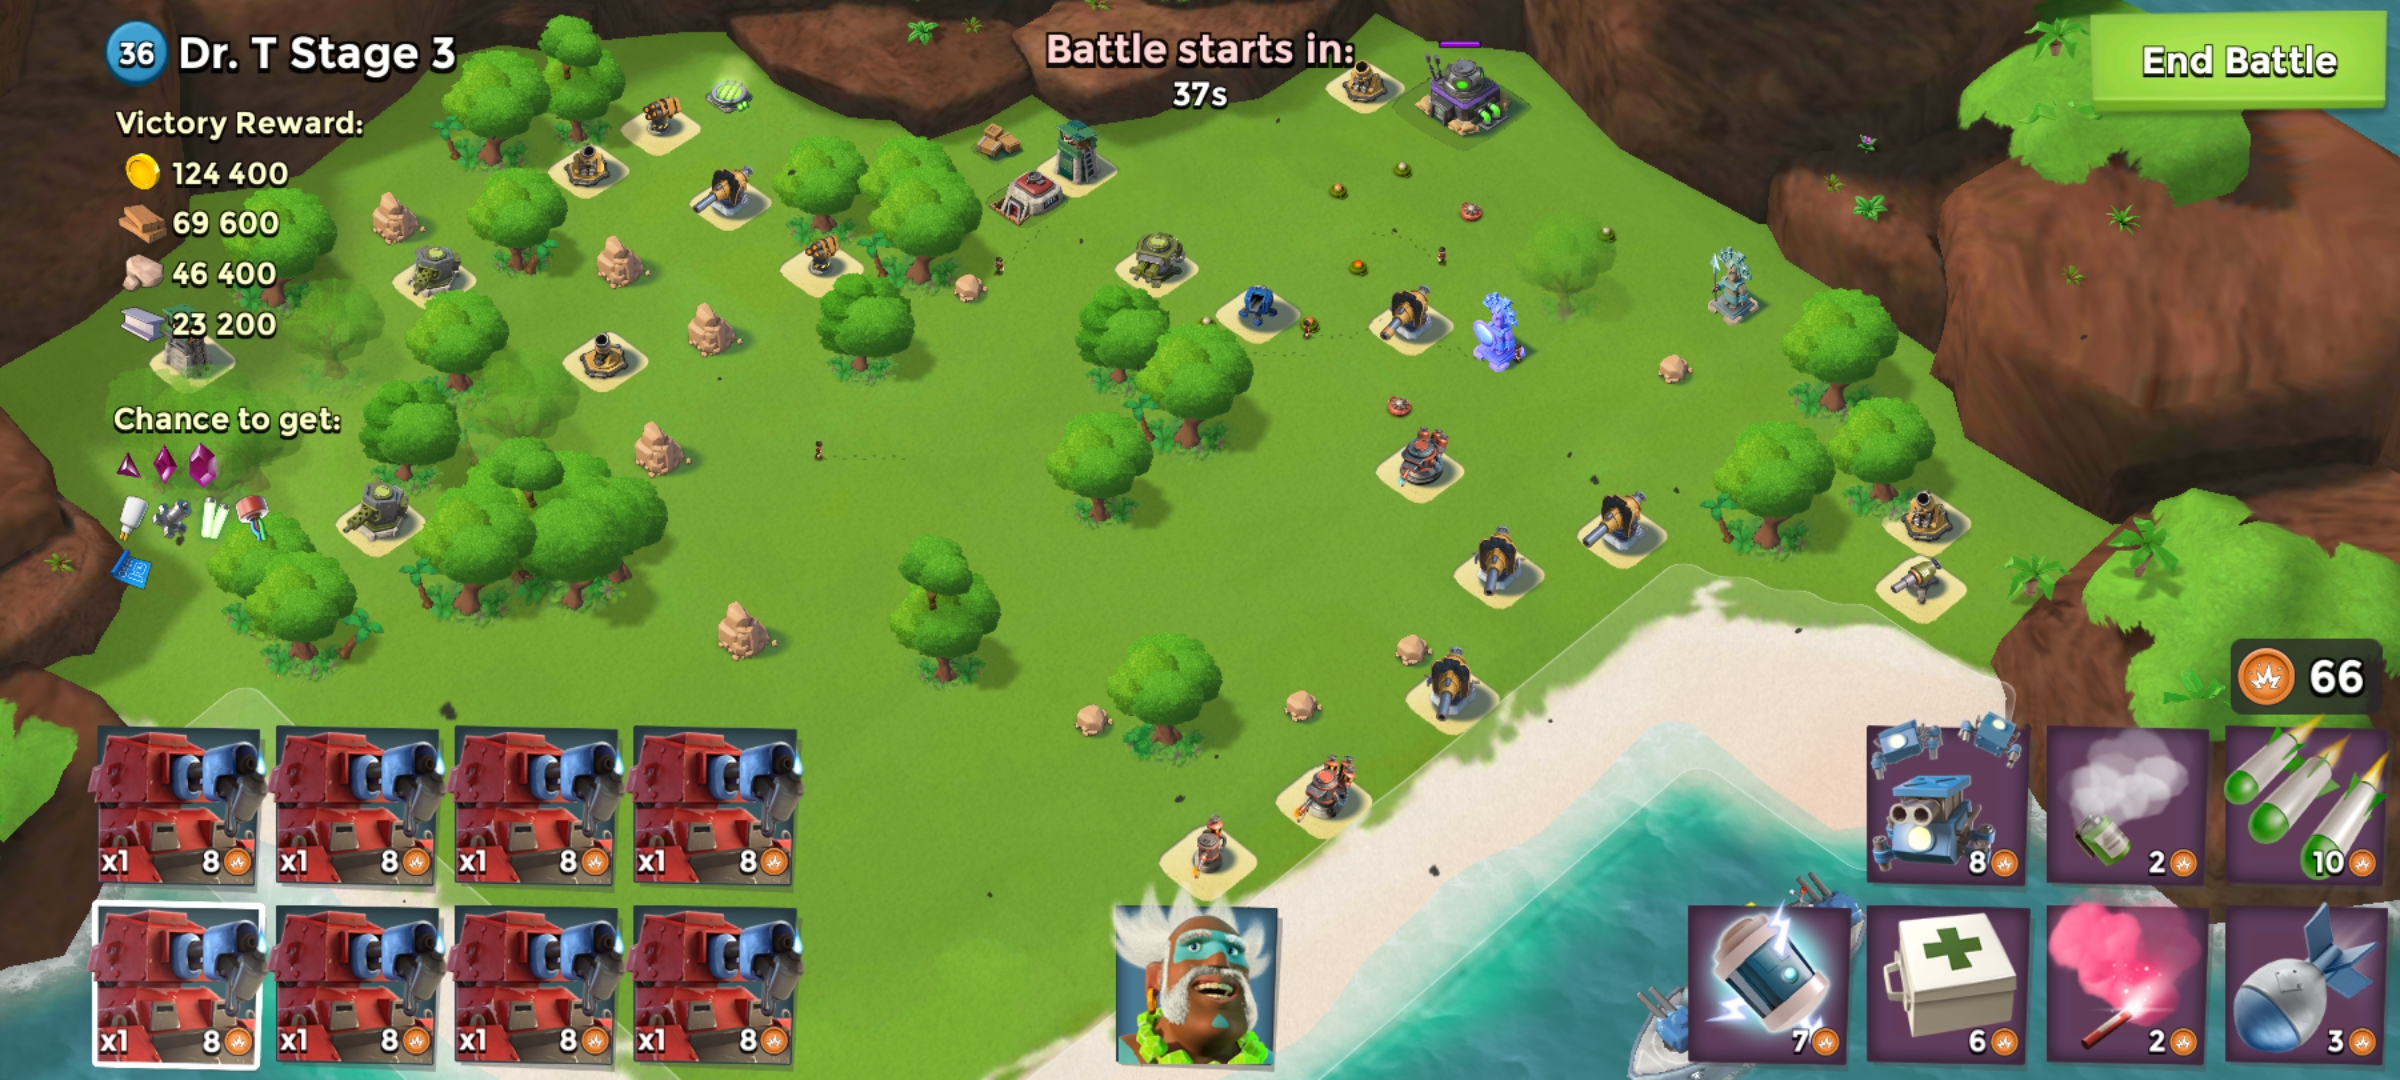 36 Dr. T Stage 3
Battle starts in:
37s
End Battle
Victory Reward:
124 400
69 600
46 400
23 200
Chance to get:
66
x1 8
x1 8
x1 8
x1 8
8
2
10
x1 8
x1 8
x1 8
x1 8
7
6
2
3